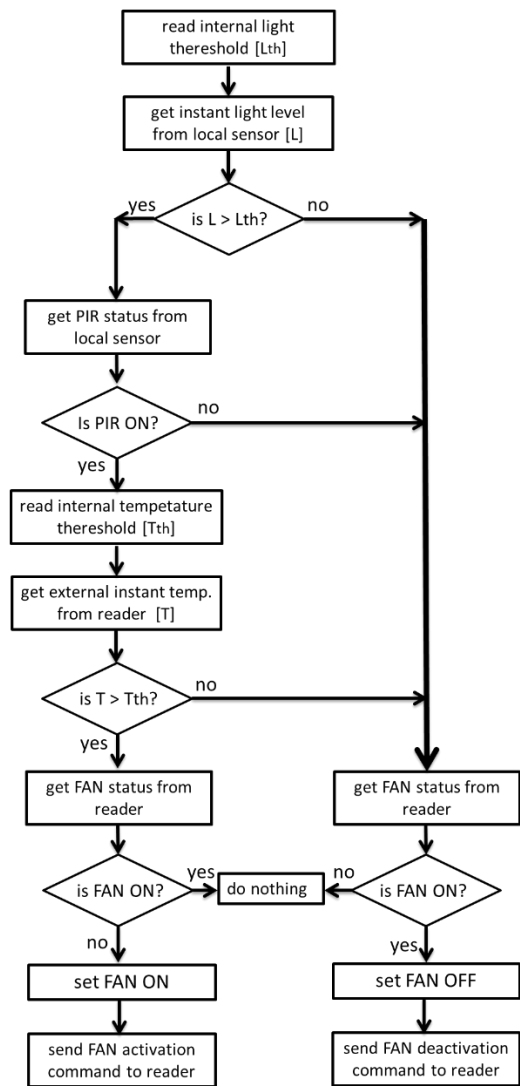 read internal light
thereshold [Lth]
get instant light level
from local sensor [L]
yes
is L > Lth?
no
get PIR status from
local sensor
Is PIR ON?
no
yes
read internal tempetature
thereshold [Tth]
get external instant temp.
from reader [T]
is T > Tth?
no
yes
get FAN status from
reader
get FAN status from
reader
is FAN ON?
yes
do nothing
no
is FAN ON?
no
yes
set FAN ON
set FAN OFF
send FAN activation
command to reader
send FAN deactivation
command to reader